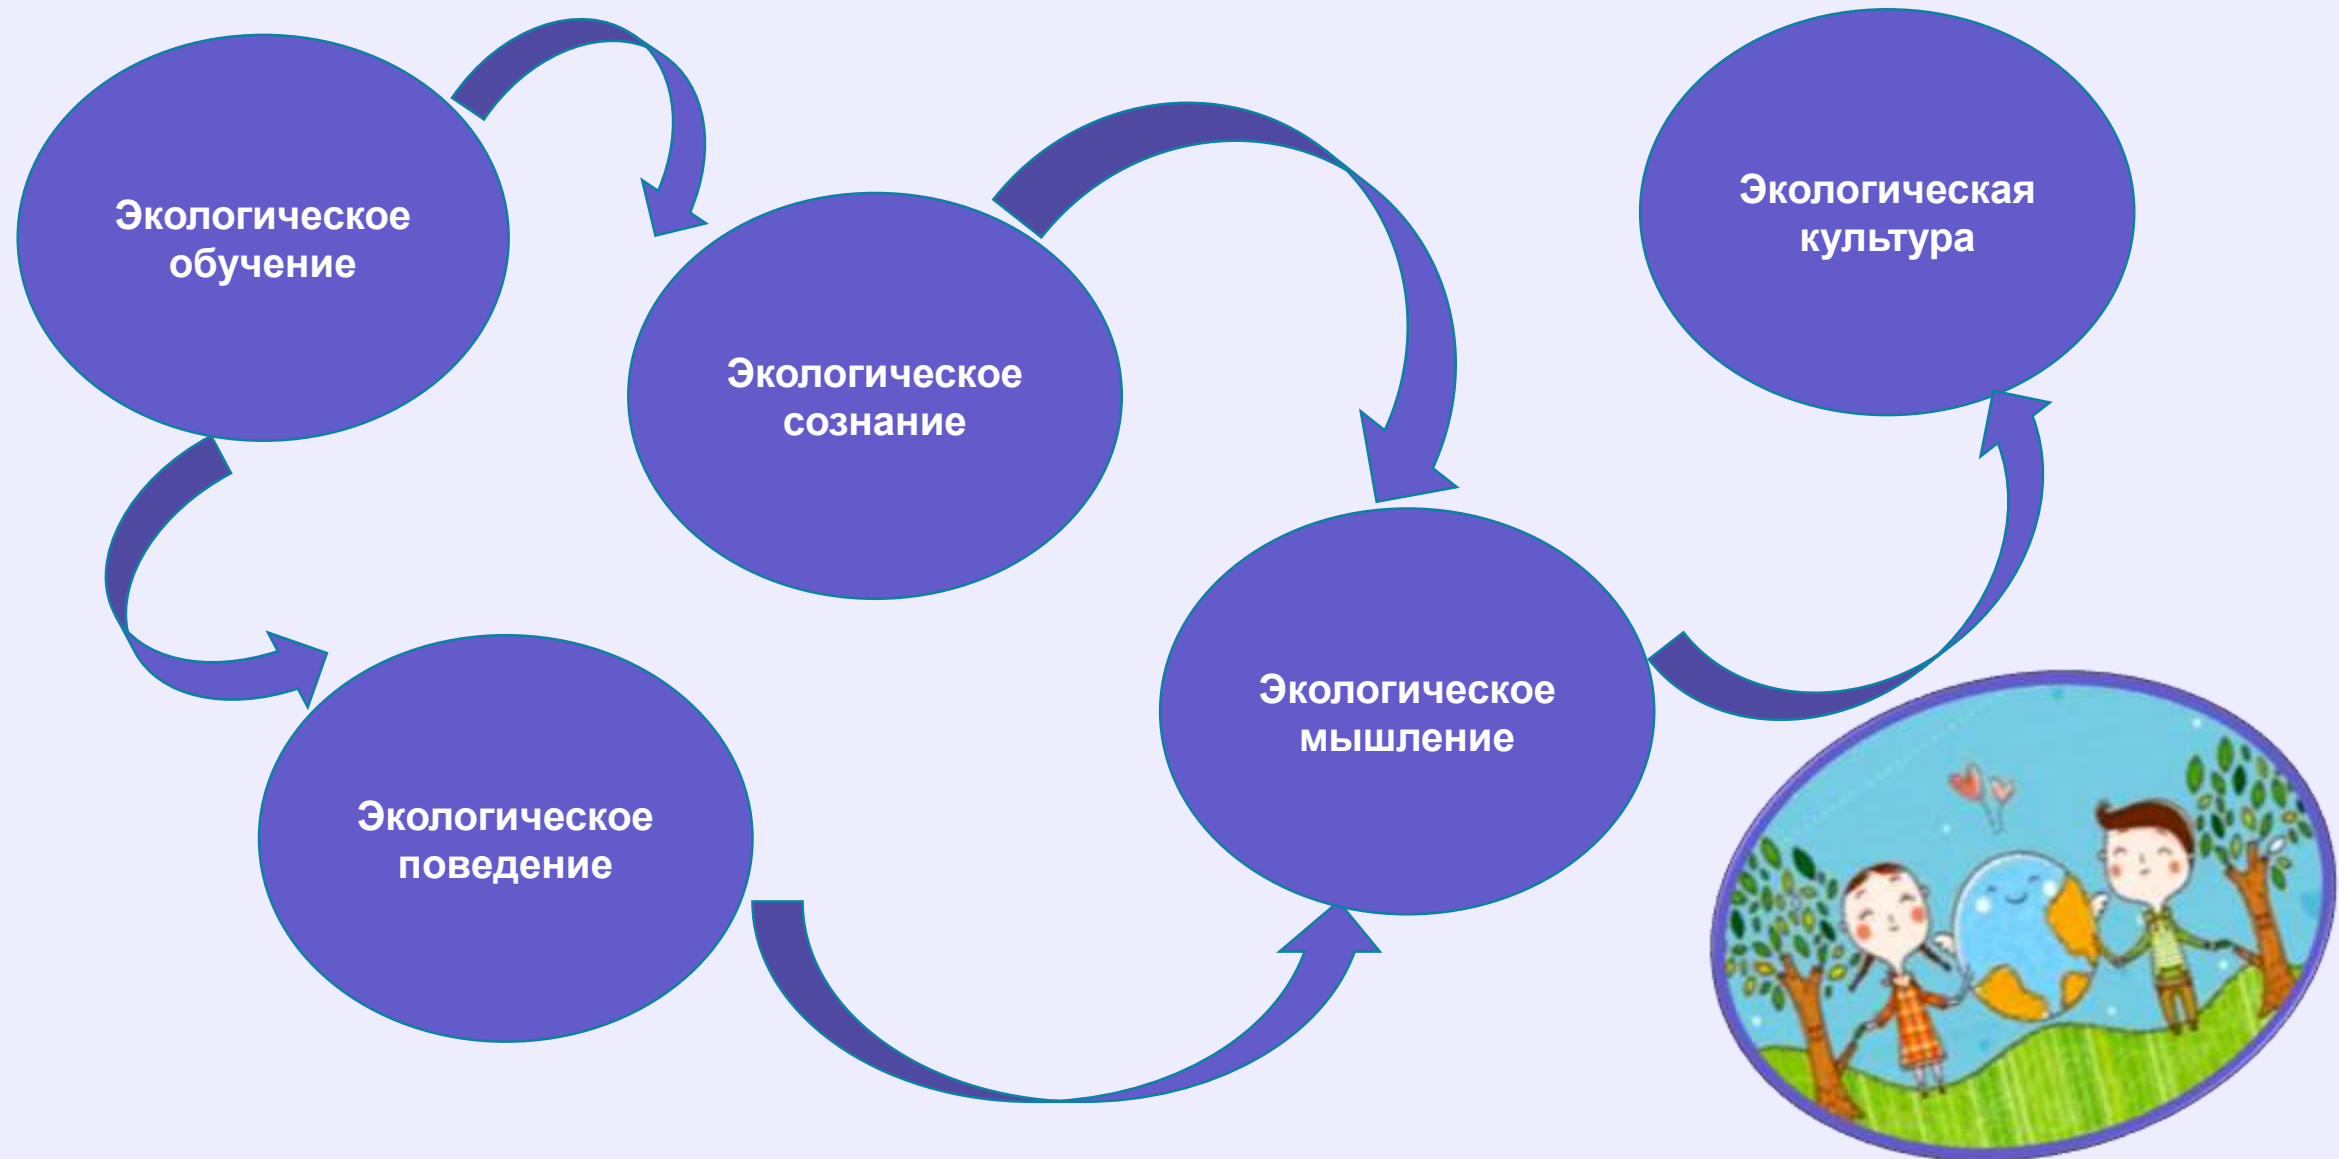 Экологическое
обучение
Экологическое
сознание
Экологическая
культура
Экологическое
мышление
Экологическое
поведение